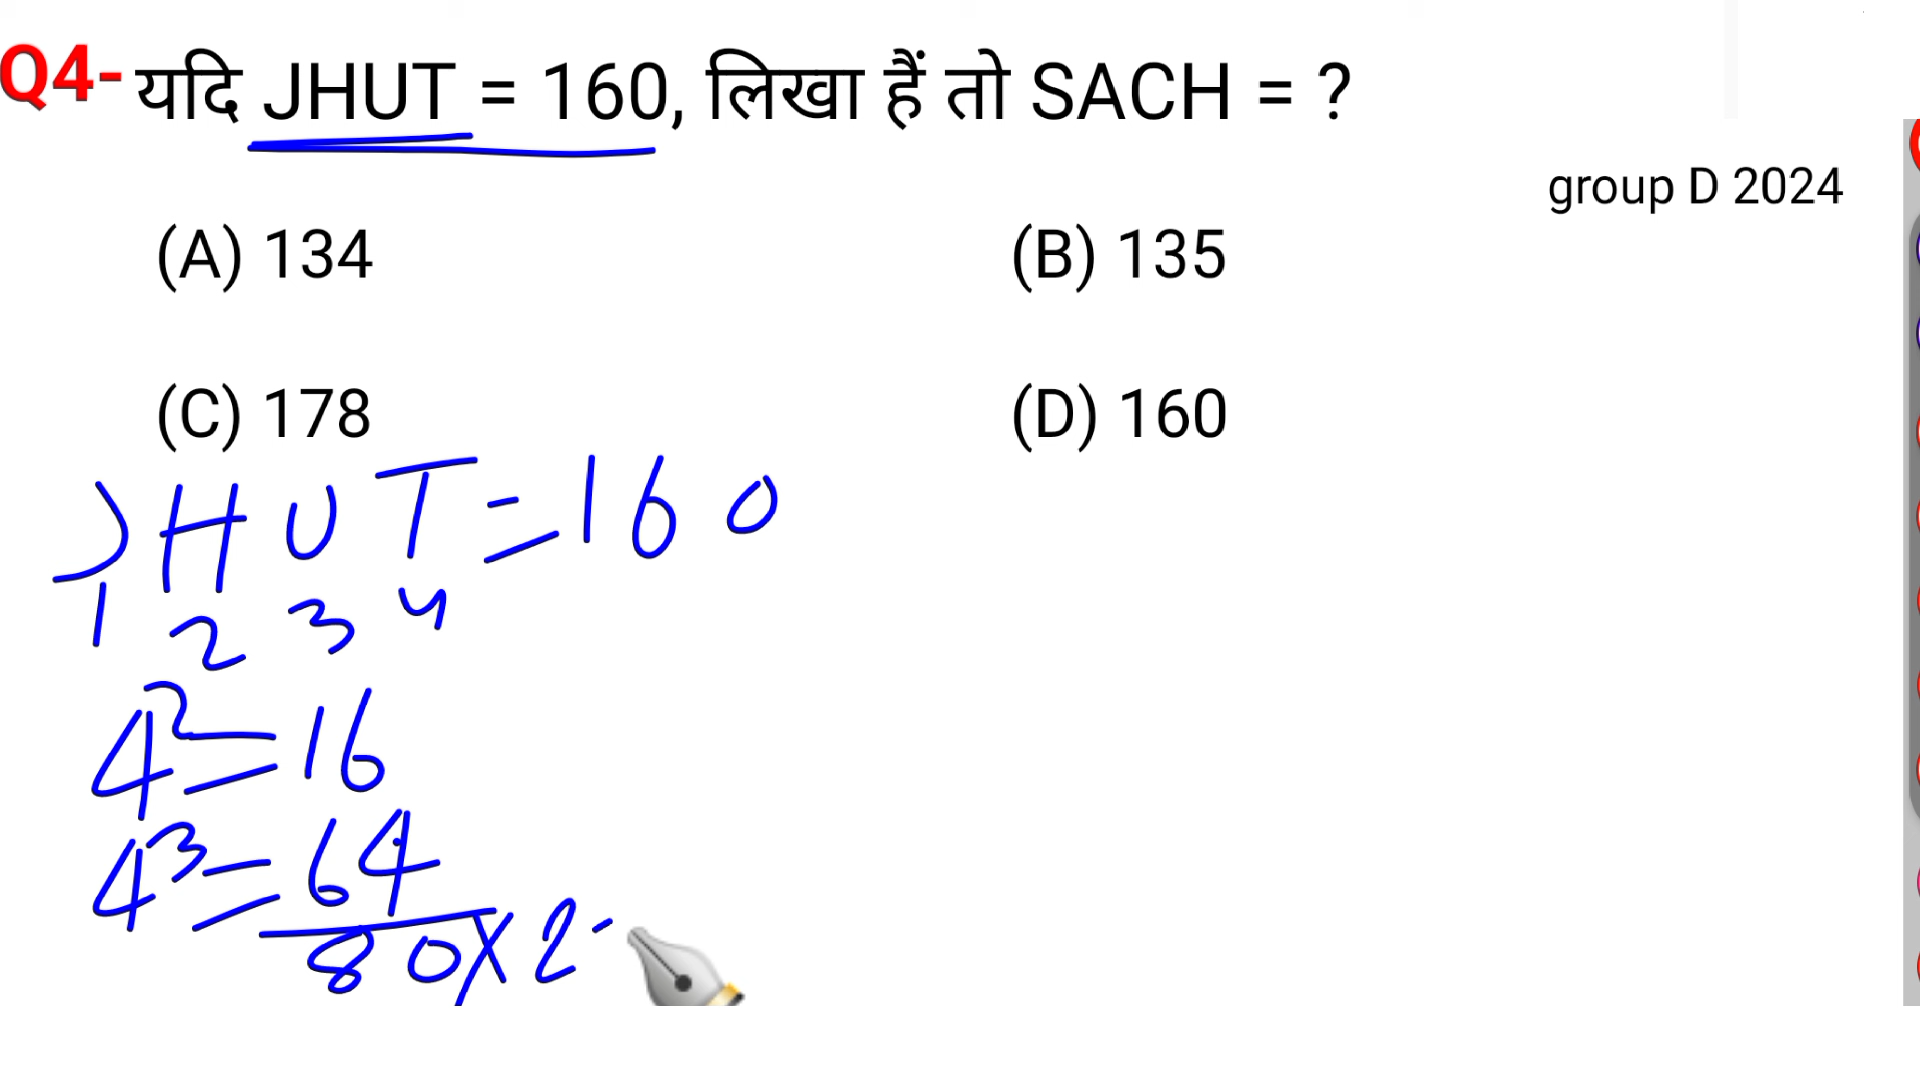 Q4- यदि JHUT = 160, लिखा हैं तो SACH = ?
group D 2024
(A) 134
(B) 135
(C) 178
(D) 160
JHUT=160
1 2 3 4
4²=16
4³=64
80×2